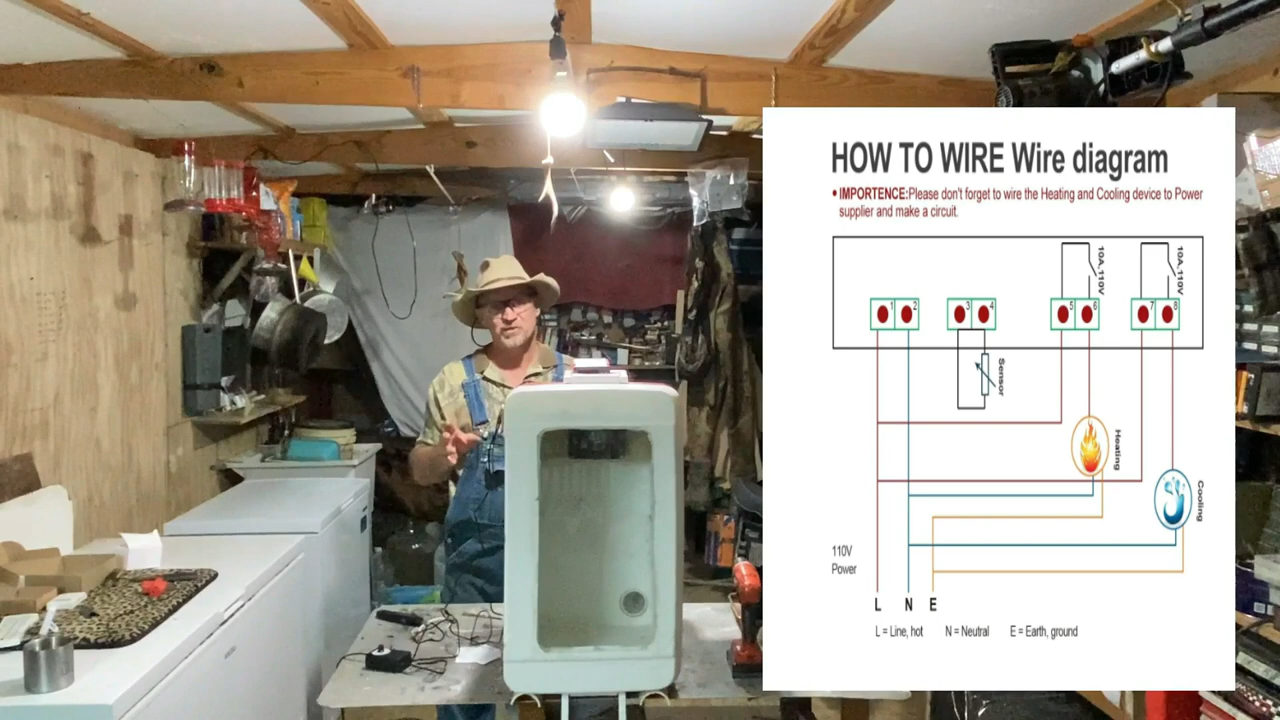 HOW TO WIRE Wire diagram
• IMPORTENCE:Please don't forget to wire the Heating and Cooling device to Power
supplier and make a circuit.
10A,110V
10A,110V
1 2 3 4 5 6 7 8
Sensor
Heating
Cooling
110V
Power
L N E
L = Line, hot N = Neutral E = Earth, ground